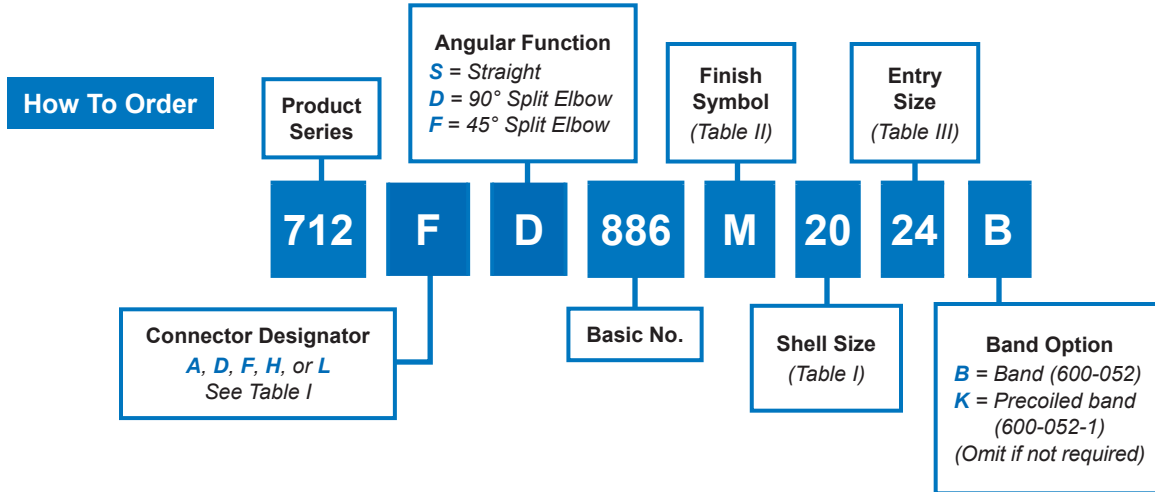 How To Order
Product
Series
Angular Function
S = Straight
D = 90° Split Elbow
F = 45° Split Elbow
Finish
Symbol
(Table II)
Entry
Size
(Table III)
712 F D 886 M 20 24 B
Connector Designator
A, D, F, H, or L
See Table I
Basic No.
Shell Size
(Table I)
Band Option
B = Band (600-052)
K = Precoiled band
(600-052-1)
(Omit if not required)